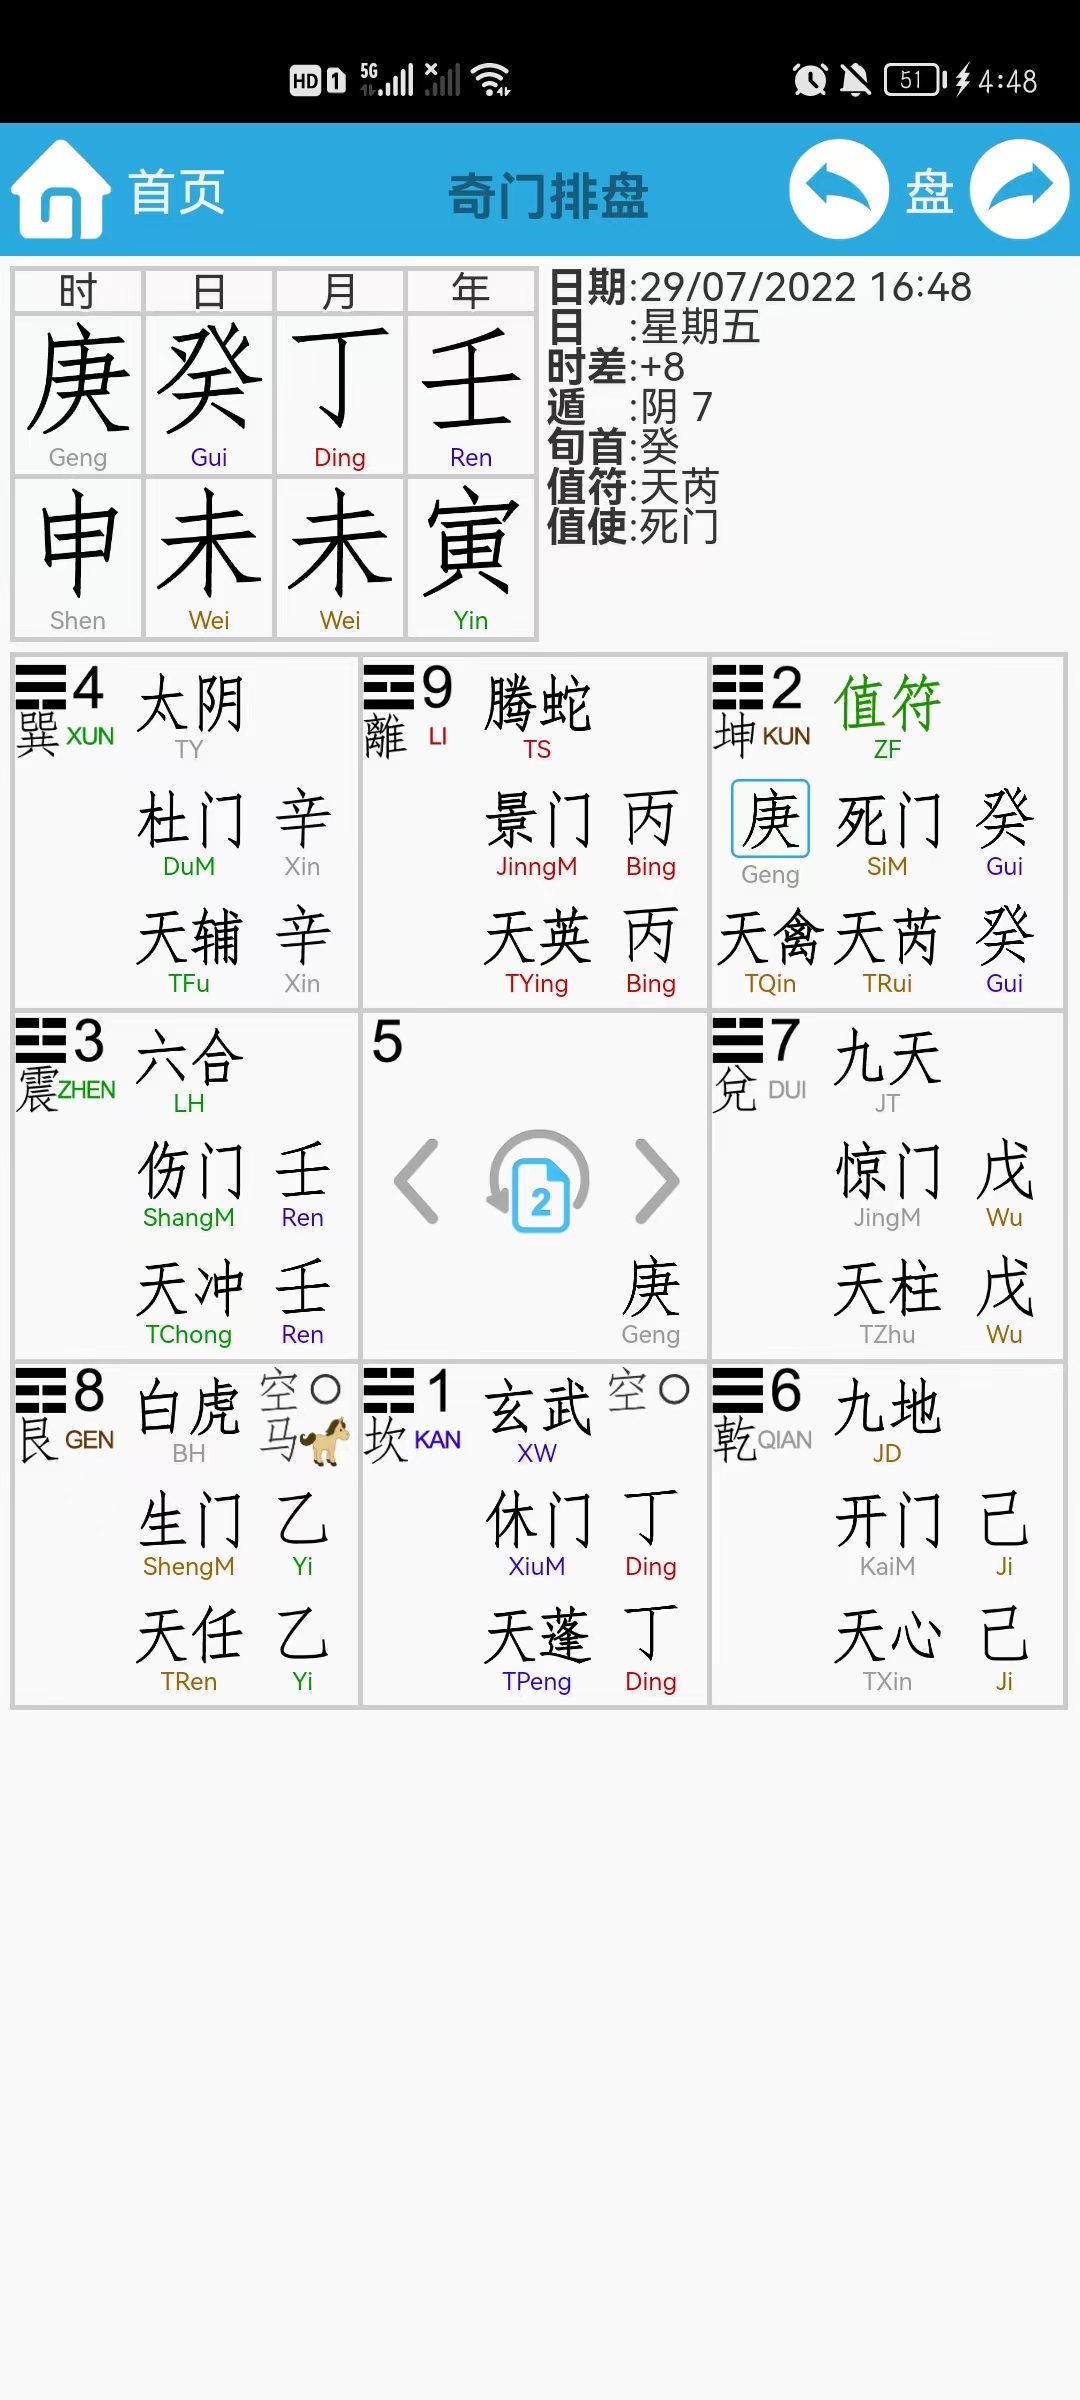 HD 1 5G 51 4:48
首页 奇门排盘 盘
时 日 月 年
庚 癸 丁 壬
Geng Gui Ding Ren
申 未 未 寅
Shen Wei Wei Yin
日期:29/07/2022 16:48
日 :星期五
时差:+8
遁 :阴 7
旬首:癸
值符:天芮
值使:死门
4 太阴
巽 XUN TY
杜门 辛
DuM Xin
天辅 辛
TFu Xin
9 腾蛇
離 LI TS
景门 丙
JinngM Bing
天英 丙
TYing Bing
2 值符
坤 KUN ZF
庚 死门 癸
Geng SiM Gui
天禽 天芮 癸
TQin TRui Gui
3 六合
震 ZHEN LH
伤门 壬
ShangM Ren
天冲 壬
TChong Ren
5
2
庚
Geng
7 九天
兌 DUI JT
惊门 戊
JingM Wu
天柱 戊
TZhu Wu
8 白虎 空
艮 GEN BH 马
生门 乙
ShengM Yi
天任 乙
TRen Yi
1 玄武 空
坎 KAN XW
休门 丁
XiuM Ding
天蓬 丁
TPeng Ding
6 九地
乾 QIAN JD
开门 己
KaiM Ji
天心 己
TXin Ji